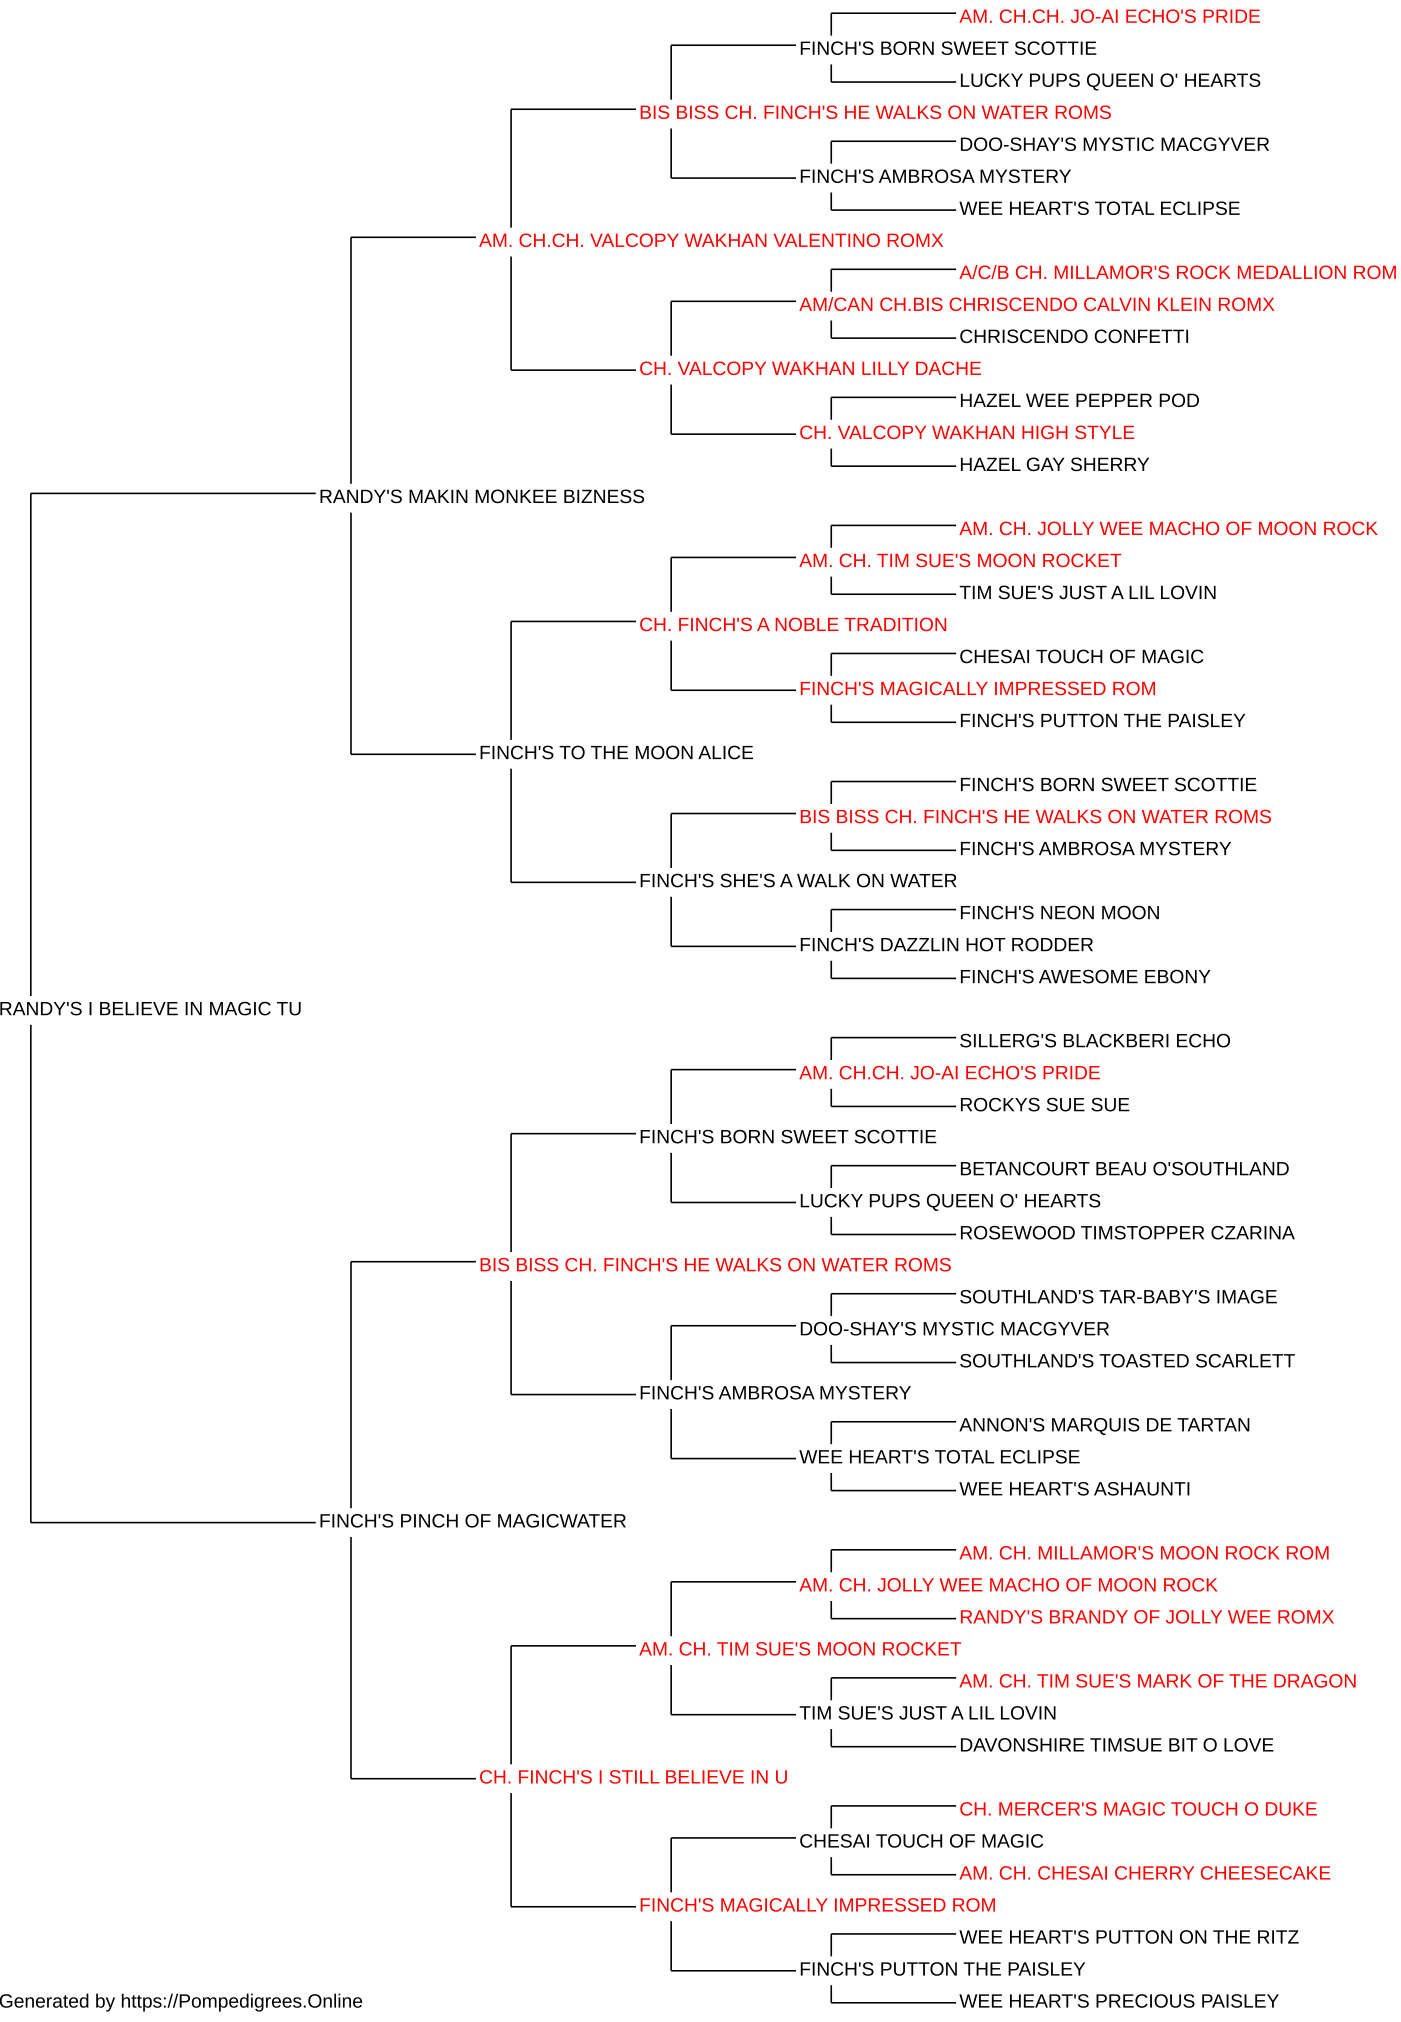 AM. CH.CH. JO-AI ECHO'S PRIDE
FINCH'S BORN SWEET SCOTTIE
LUCKY PUPS QUEEN O' HEARTS
BIS BISS CH. FINCH'S HE WALKS ON WATER ROMS
DOO-SHAY'S MYSTIC MACGYVER
FINCH'S AMBROSA MYSTERY
WEE HEART'S TOTAL ECLIPSE
AM. CH.CH. VALCOPY WAKHAN VALENTINO ROMX
A/C/B CH. MILLAMOR'S ROCK MEDALLION ROM
AM/CAN CH.BIS CHRISCENDO CALVIN KLEIN ROMX
CHRISCENDO CONFETTI
CH. VALCOPY WAKHAN LILLY DACHE
HAZEL WEE PEPPER POD
CH. VALCOPY WAKHAN HIGH STYLE
HAZEL GAY SHERRY
RANDY'S MAKIN MONKEE BIZNESS
AM. CH. JOLLY WEE MACHO OF MOON ROCK
AM. CH. TIM SUE'S MOON ROCKET
TIM SUE'S JUST A LIL LOVIN
CH. FINCH'S A NOBLE TRADITION
CHESAI TOUCH OF MAGIC
FINCH'S MAGICALLY IMPRESSED ROM
FINCH'S PUTTON THE PAISLEY
FINCH'S TO THE MOON ALICE
FINCH'S BORN SWEET SCOTTIE
BIS BISS CH. FINCH'S HE WALKS ON WATER ROMS
FINCH'S AMBROSA MYSTERY
FINCH'S SHE'S A WALK ON WATER
FINCH'S NEON MOON
FINCH'S DAZZLIN HOT RODDER
FINCH'S AWESOME EBONY
RANDY'S I BELIEVE IN MAGIC TU
SILLERG'S BLACKBERI ECHO
AM. CH.CH. JO-AI ECHO'S PRIDE
ROCKYS SUE SUE
FINCH'S BORN SWEET SCOTTIE
BETANCOURT BEAU O'SOUTHLAND
LUCKY PUPS QUEEN O' HEARTS
ROSEWOOD TIMSTOPPER CZARINA
BIS BISS CH. FINCH'S HE WALKS ON WATER ROMS
SOUTHLAND'S TAR-BABY'S IMAGE
DOO-SHAY'S MYSTIC MACGYVER
SOUTHLAND'S TOASTED SCARLETT
FINCH'S AMBROSA MYSTERY
ANNON'S MARQUIS DE TARTAN
WEE HEART'S TOTAL ECLIPSE
WEE HEART'S ASHAUNTI
FINCH'S PINCH OF MAGICWATER
AM. CH. MILLAMOR'S MOON ROCK ROM
AM. CH. JOLLY WEE MACHO OF MOON ROCK
RANDY'S BRANDY OF JOLLY WEE ROMX
AM. CH. TIM SUE'S MOON ROCKET
AM. CH. TIM SUE'S MARK OF THE DRAGON
TIM SUE'S JUST A LIL LOVIN
DAVONSHIRE TIMSUE BIT O LOVE
CH. FINCH'S I STILL BELIEVE IN U
CH. MERCER'S MAGIC TOUCH O DUKE
CHESAI TOUCH OF MAGIC
AM. CH. CHESAI CHERRY CHEESECAKE
FINCH'S MAGICALLY IMPRESSED ROM
WEE HEART'S PUTTON ON THE RITZ
FINCH'S PUTTON THE PAISLEY
WEE HEART'S PRECIOUS PAISLEY
Generated by https://Pompedigrees.Online